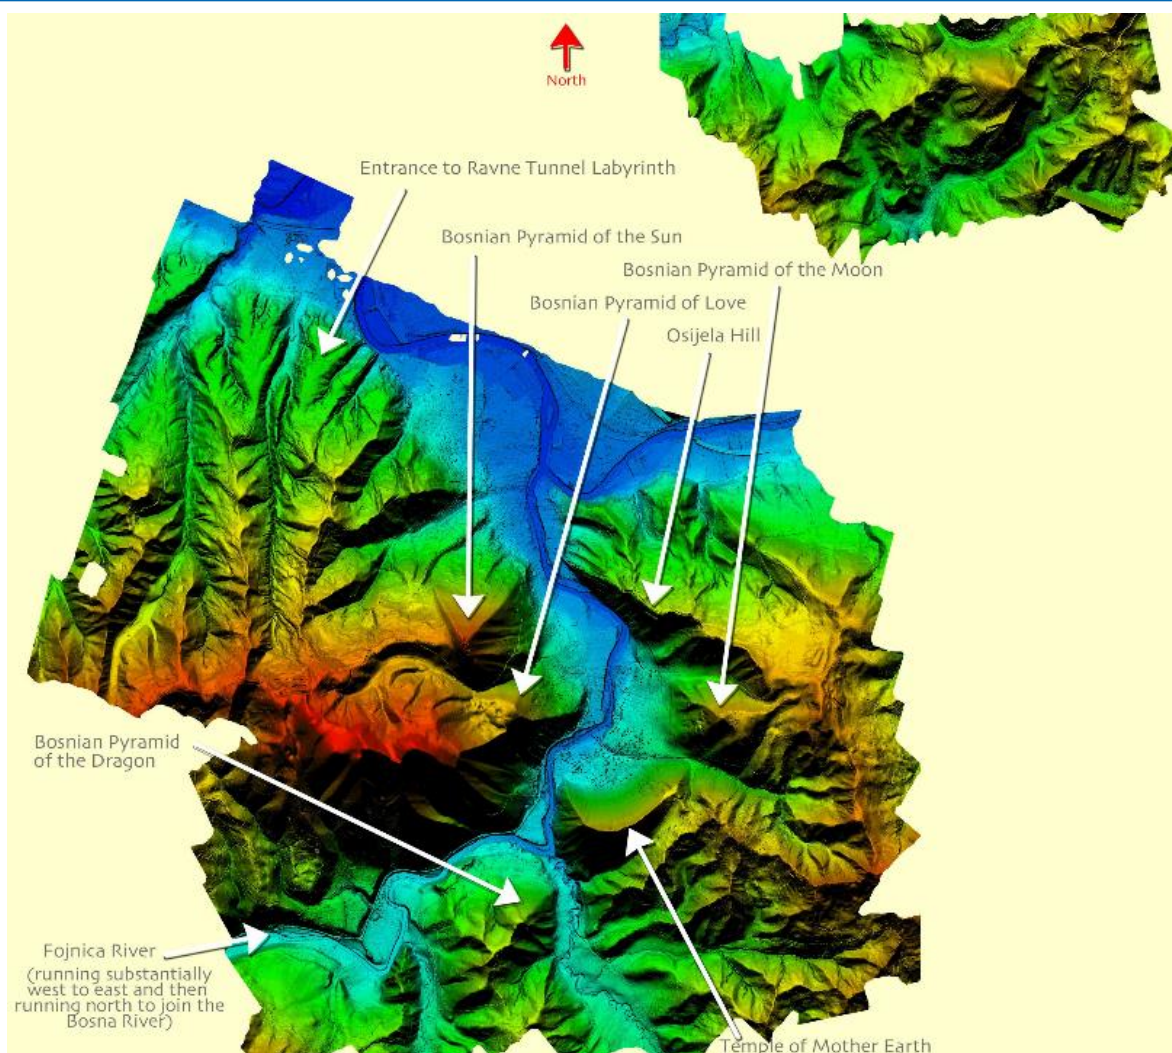 North
Entrance to Ravne Tunnel Labyrinth
Bosnian Pyramid of the Sun
Bosnian Pyramid of the Moon
Bosnian Pyramid of Love
Osijela Hill
Bosnian Pyramid
of the Dragon
Fojnica River
(running substantially
west to east and then
running north to join the
Bosna River)
Temple of Mother Earth